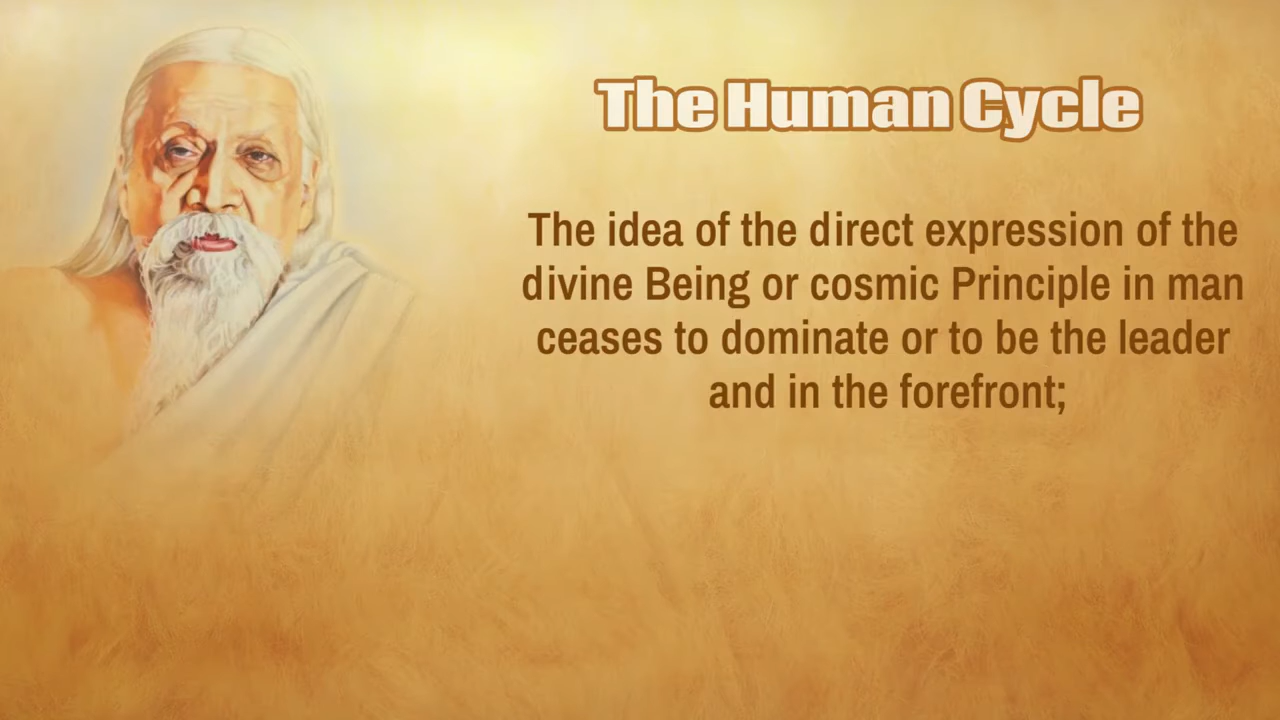 The Human Cycle
The idea of the direct expression of the
divine Being or cosmic Principle in man
ceases to dominate or to be the leader
and in the forefront;